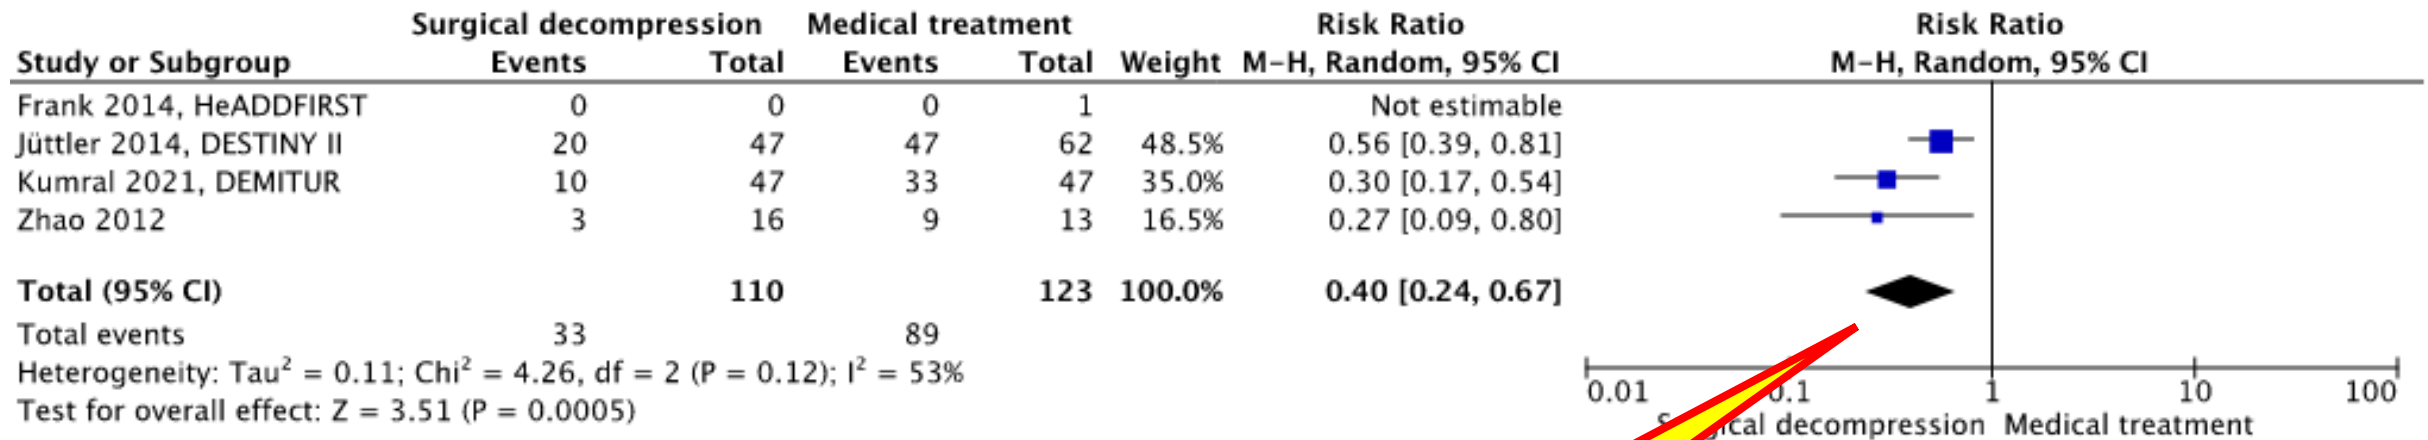 Surgical decompression Medical treatment Risk Ratio Risk Ratio
Study or Subgroup Events Total Events Total Weight M-H, Random, 95% CI M-H, Random, 95% CI
Frank 2014, HeADDFIRST 0 0 0 1 Not estimable
Jüttler 2014, DESTINY II 20 47 47 62 48.5% 0.56 [0.39, 0.81]
Kumral 2021, DEMITUR 10 47 33 47 35.0% 0.30 [0.17, 0.54]
Zhao 2012 3 16 9 13 16.5% 0.27 [0.09, 0.80]
Total (95% CI) 110 123 100.0% 0.40 [0.24, 0.67]
Total events 33 89
Heterogeneity: Tau² = 0.11; Chi² = 4.26, df = 2 (P = 0.12); I² = 53%
Test for overall effect: Z = 3.51 (P = 0.0005)
0.01 0.1 1 10 100
Surgical decompression Medical treatment